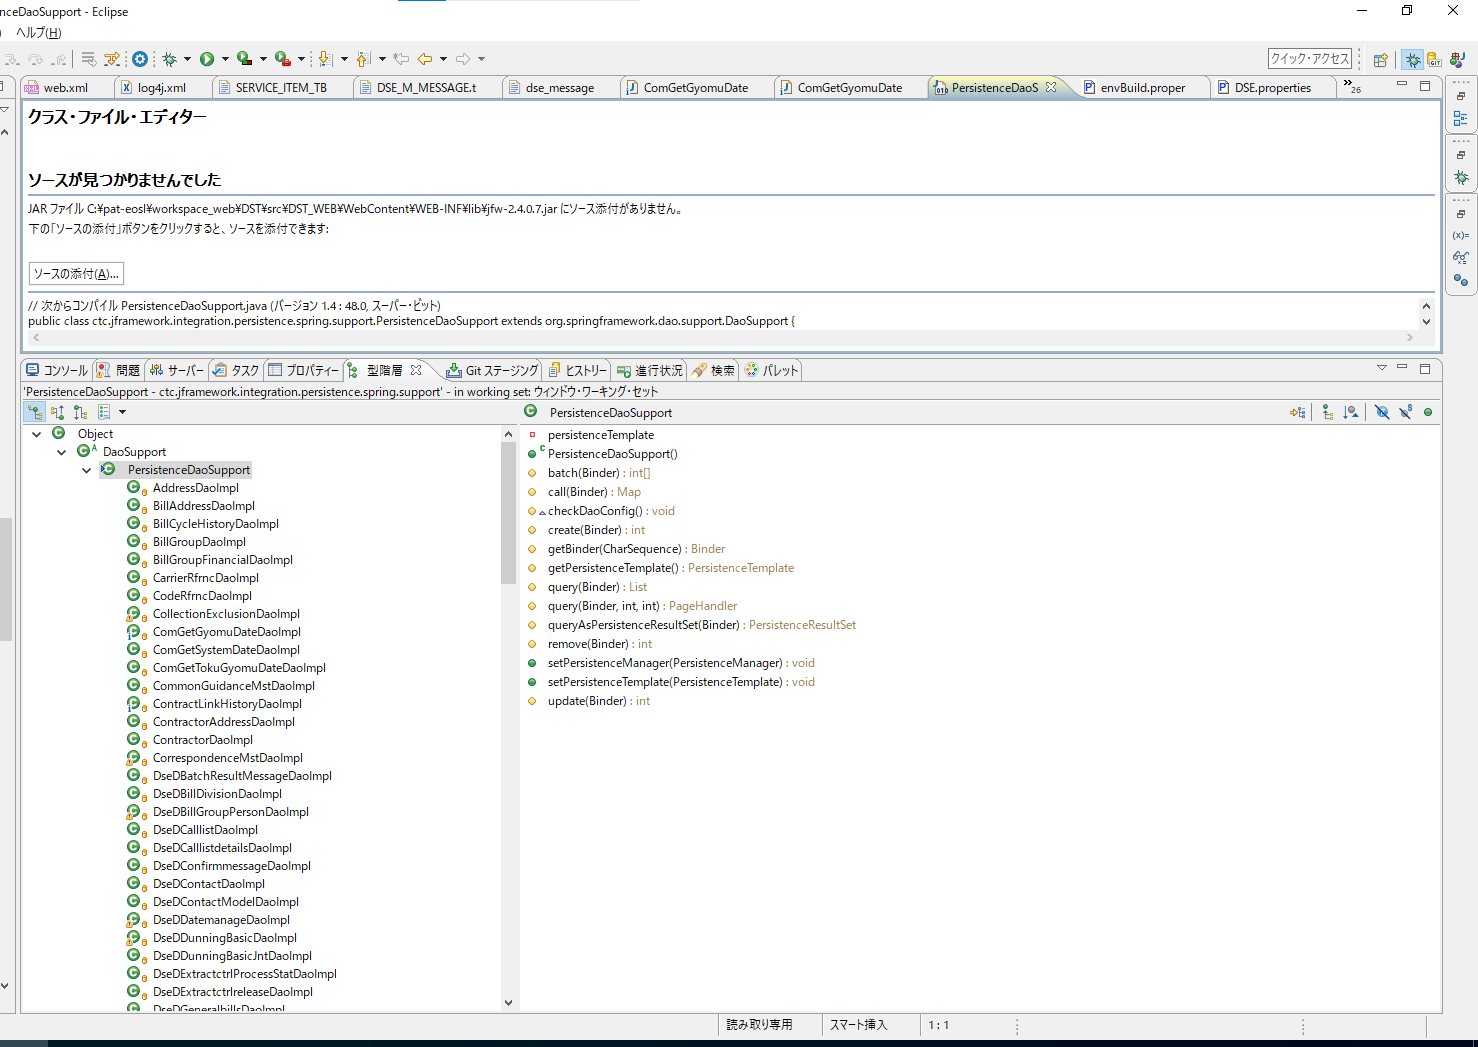 nceDaoSupport - Eclipse
) ヘルプ(H)
クイック・アクセス
web.xml
log4j.xml
SERVICE_ITEM_TB
DSE_M_MESSAGE.t
dse_message
ComGetGyomuDate
ComGetGyomuDate
PersistenceDaoS
envBuild.proper
DSE.properties
»26
クラス・ファイル・エディター
ソースが見つかりませんでした
JAR ファイル C:¥pat-eosl¥workspace_web¥DST¥src¥DST_WEB¥WebContent¥WEB-INF¥lib¥jfw-2.4.0.7.jar にソース添付がありません。
下の「ソースの添付」ボタンをクリックすると、ソースを添付できます:
ソースの添付(A)...
// 次からコンパイル PersistenceDaoSupport.java (バージョン 1.4 : 48.0, スーパー・ビット)
public class ctc.jframework.integration.persistence.spring.support.PersistenceDaoSupport extends org.springframework.dao.support.DaoSupport {
コンソール
問題
サーバー
タスク
プロパティー
型階層
Git ステージング
ヒストリー
進行状況
検索
パレット
'PersistenceDaoSupport - ctc.jframework.integration.persistence.spring.support' - in working set: ウィンドウ・ワーキング・セット
Object
DaoSupport
PersistenceDaoSupport
AddressDaoImpl
BillAddressDaoImpl
BillCycleHistoryDaoImpl
BillGroupDaoImpl
BillGroupFinancialDaoImpl
CarrierRfrncDaoImpl
CodeRfrncDaoImpl
CollectionExclusionDaoImpl
ComGetGyomuDateDaoImpl
ComGetSystemDateDaoImpl
ComGetTokuGyomuDateDaoImpl
CommonGuidanceMstDaoImpl
ContractLinkHistoryDaoImpl
ContractorAddressDaoImpl
ContractorDaoImpl
CorrespondenceMstDaoImpl
DseDBatchResultMessageDaoImpl
DseDBillDivisionDaoImpl
DseDBillGroupPersonDaoImpl
DseDCalllistDaoImpl
DseDCalllistdetailsDaoImpl
DseDConfirmmessageDaoImpl
DseDContactDaoImpl
DseDContactModelDaoImpl
DseDDatemanageDaoImpl
DseDDunningBasicDaoImpl
DseDDunningBasicJntDaoImpl
DseDExtractctrlProcessStatDaoImpl
DseDExtractctrlreleaseDaoImpl
DseDGeneralbillsDaoImpl
PersistenceDaoSupport
persistenceTemplate
PersistenceDaoSupport()
batch(Binder) : int[]
call(Binder) : Map
checkDaoConfig() : void
create(Binder) : int
getBinder(CharSequence) : Binder
getPersistenceTemplate() : PersistenceTemplate
query(Binder) : List
query(Binder, int, int) : PageHandler
queryAsPersistenceResultSet(Binder) : PersistenceResultSet
remove(Binder) : int
setPersistenceManager(PersistenceManager) : void
setPersistenceTemplate(PersistenceTemplate) : void
update(Binder) : int
読み取り専用
スマート挿入
1 : 1